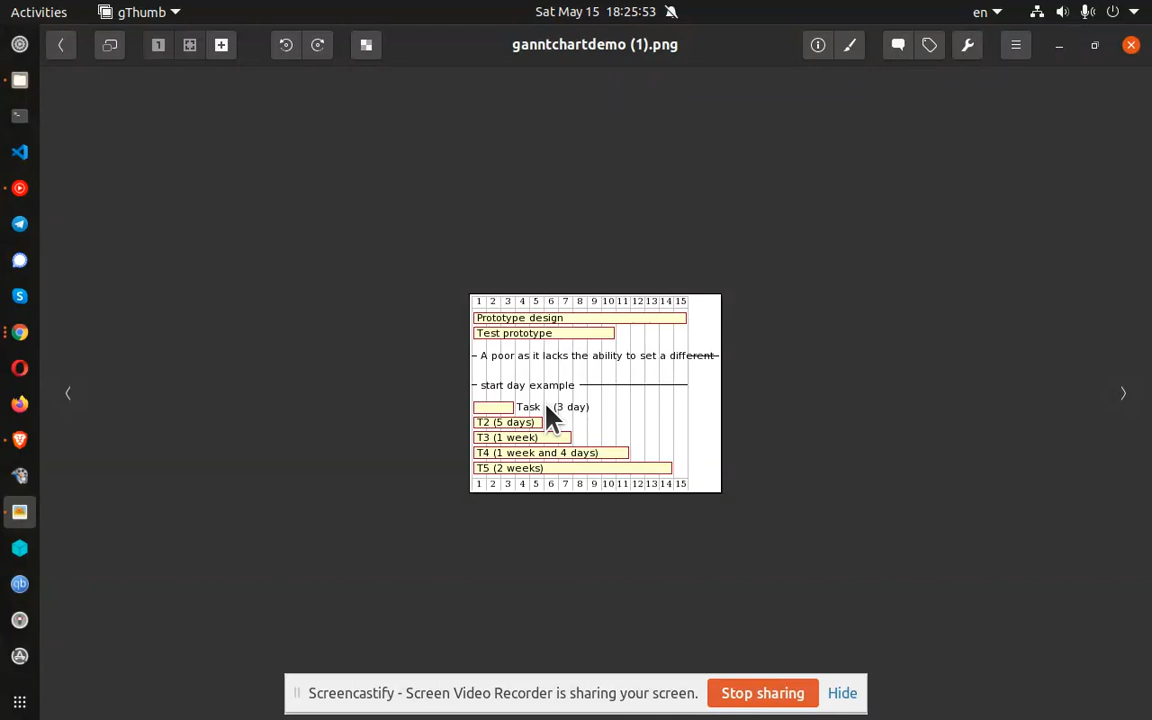 Activities gThumb Sat May 15 18:25:53 en
ganntchartdemo (1).png
1 2 3 4 5 6 7 8 9 10 11 12 13 14 15
Prototype design
Test prototype
A poor as it lacks the ability to set a different
start day example
Task (3 day)
T2 (5 days)
T3 (1 week)
T4 (1 week and 4 days)
T5 (2 weeks)
1 2 3 4 5 6 7 8 9 10 11 12 13 14 15
Screencastify - Screen Video Recorder is sharing your screen. Stop sharing Hide